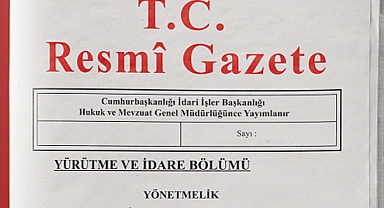 T.C.
Resmî Gazete
Cumhurbaşkanlığı İdari İşler Başkanlığı
Hukuk ve Mevzuat Genel Müdürlüğünce Yayımlanır
Sayı :
YÜRÜTME VE İDARE BÖLÜMÜ
YÖNETMELİK